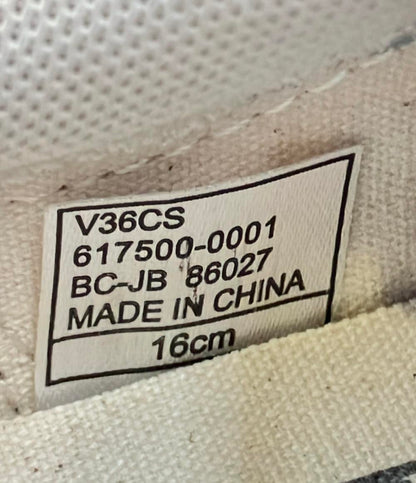 V36CS
617500-0001
BC-JB 86027
MADE IN CHINA
16cm